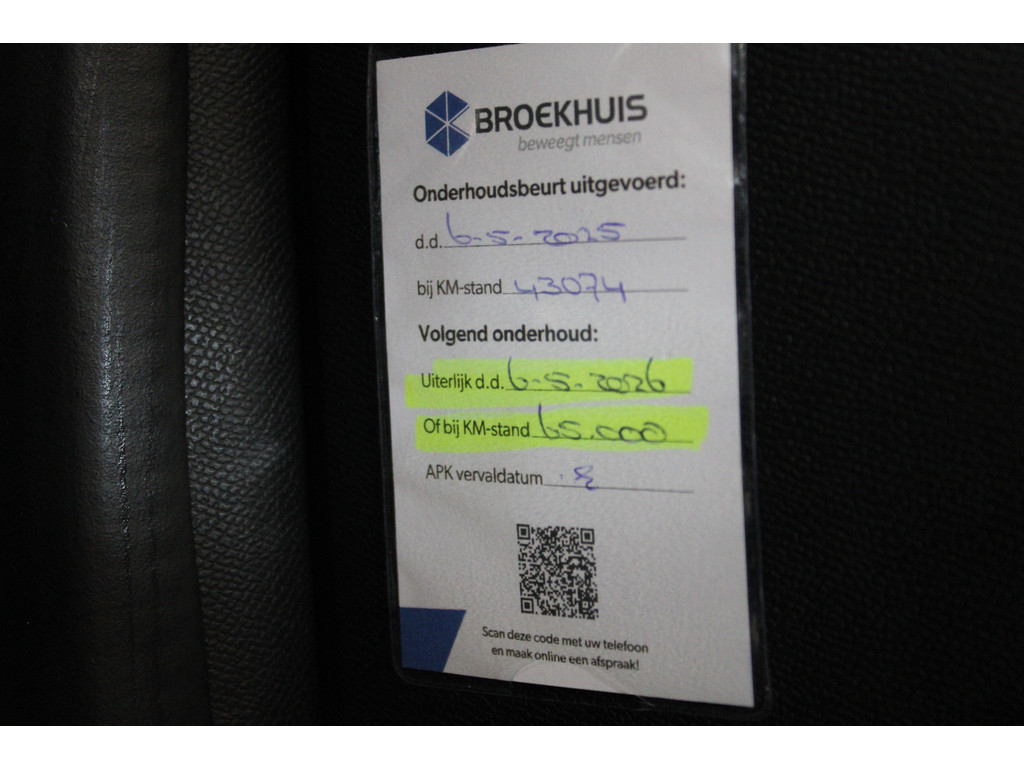 BROEKHUIS
beweegt mensen
Onderhoudsbeurt uitgevoerd:
d.d. 6-5-2025
bij KM-stand 43074
Volgend onderhoud:
Uiterlijk d.d. 6-5-2026
Of bij KM-stand 65.000
APK vervaldatum
Scan deze code met uw telefoon
en maak online een afspraak!